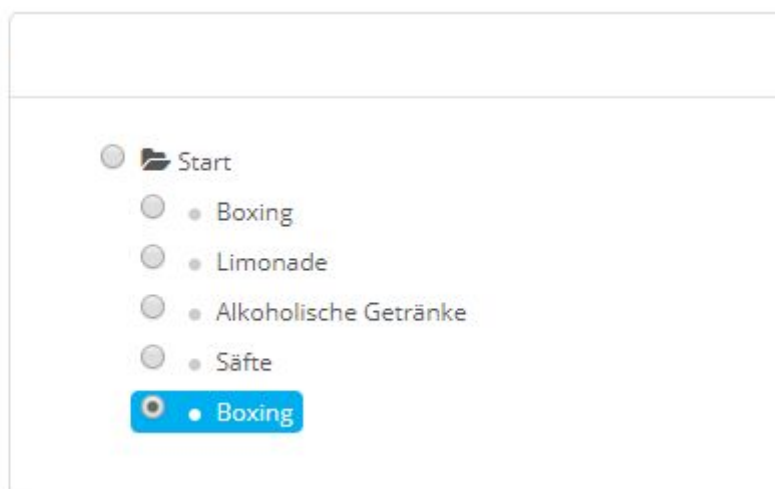 Start
Boxing
Limonade
Alkoholische Getränke
Säfte
Boxing